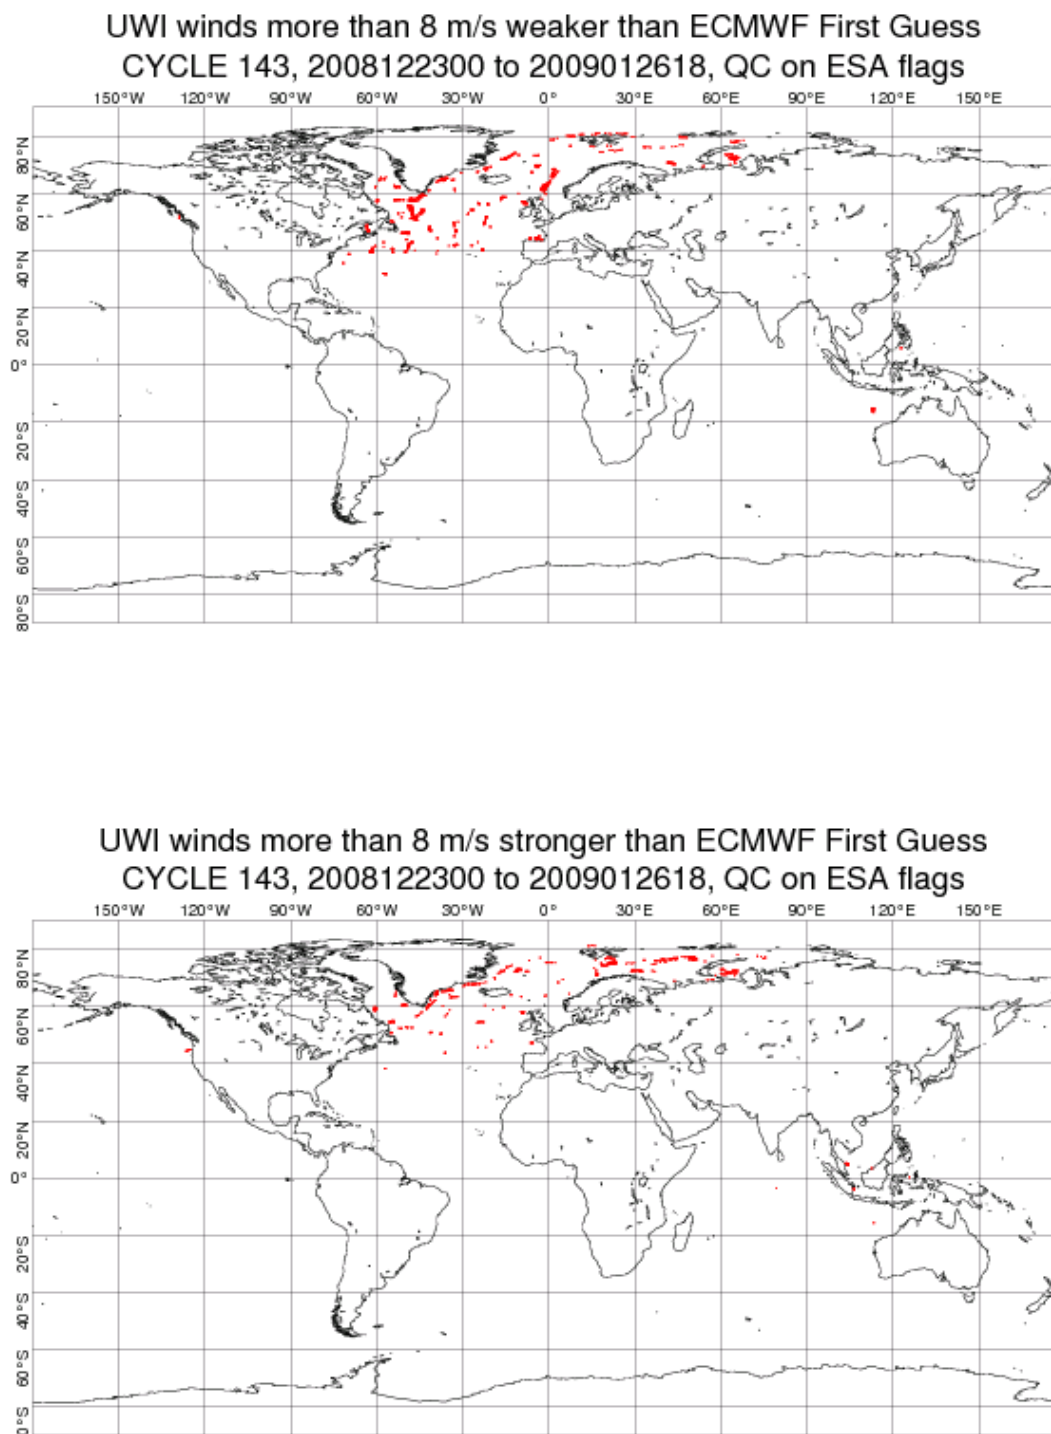 UWI winds more than 8 m/s weaker than ECMWF First Guess
CYCLE 143, 2008122300 to 2009012618, QC on ESA flags
150°W 120°W 90°W 60°W 30°W 0° 30°E 60°E 90°E 120°E 150°E
80°N
60°N
40°N
20°N
0°
20°S
40°S
60°S
80°S
UWI winds more than 8 m/s stronger than ECMWF First Guess
CYCLE 143, 2008122300 to 2009012618, QC on ESA flags
150°W 120°W 90°W 60°W 30°W 0° 30°E 60°E 90°E 120°E 150°E
80°N
60°N
40°N
20°N
0°
20°S
40°S
60°S
0°S